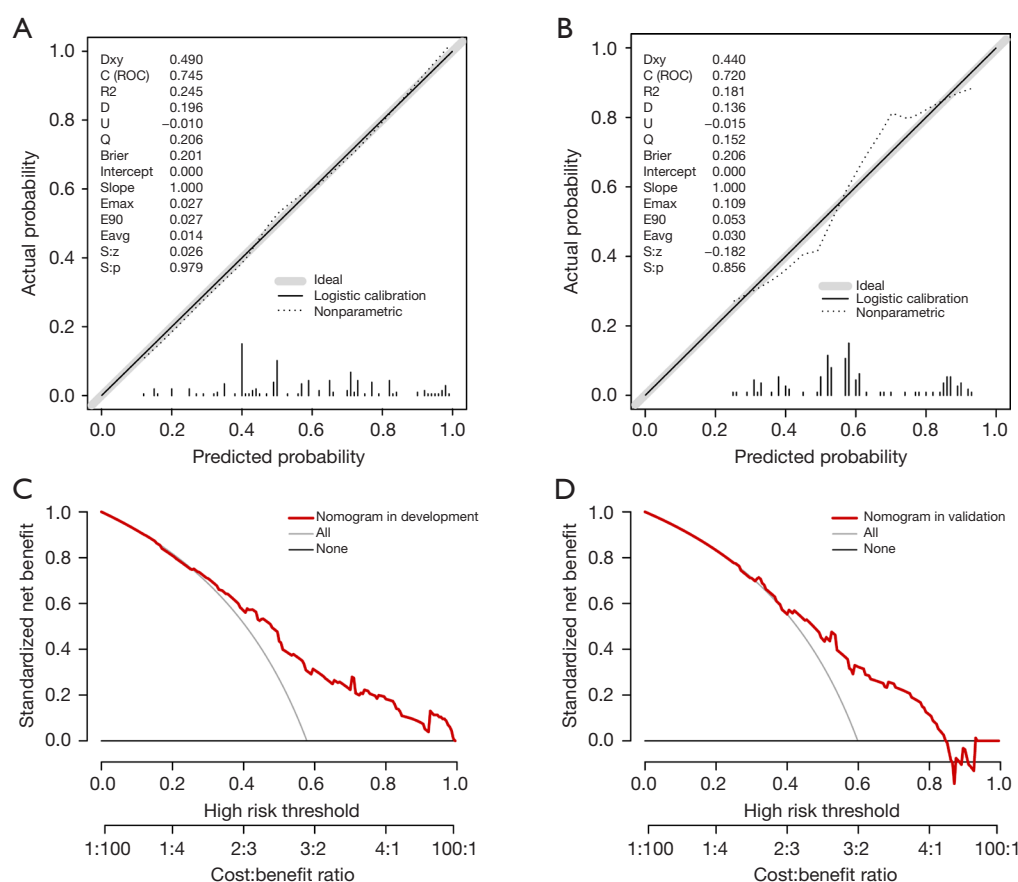 A
Dxy 0.490
C (ROC) 0.745
R2 0.245
D 0.196
U −0.010
Q 0.206
Brier 0.201
Intercept 0.000
Slope 1.000
Emax 0.027
E90 0.027
Eavg 0.014
S:z 0.026
S:p 0.979
Ideal
Logistic calibration
Nonparametric
Actual probability
1.0
0.8
0.6
0.4
0.2
0.0
0.0 0.2 0.4 0.6 0.8 1.0
Predicted probability
B
Dxy 0.440
C (ROC) 0.720
R2 0.181
D 0.136
U −0.015
Q 0.152
Brier 0.206
Intercept 0.000
Slope 1.000
Emax 0.109
E90 0.053
Eavg 0.030
S:z −0.182
S:p 0.856
Ideal
Logistic calibration
Nonparametric
Actual probability
1.0
0.8
0.6
0.4
0.2
0.0
0.0 0.2 0.4 0.6 0.8 1.0
Predicted probability
C
Nomogram in development
All
None
Standardized net benefit
1.0
0.8
0.6
0.4
0.2
0.0
0.0 0.2 0.4 0.6 0.8 1.0
High risk threshold
1:100 1:4 2:3 3:2 4:1 100:1
Cost:benefit ratio
D
Nomogram in validation
All
None
Standardized net benefit
1.0
0.8
0.6
0.4
0.2
0.0
0.0 0.2 0.4 0.6 0.8 1.0
High risk threshold
1:100 1:4 2:3 3:2 4:1 100:1
Cost:benefit ratio